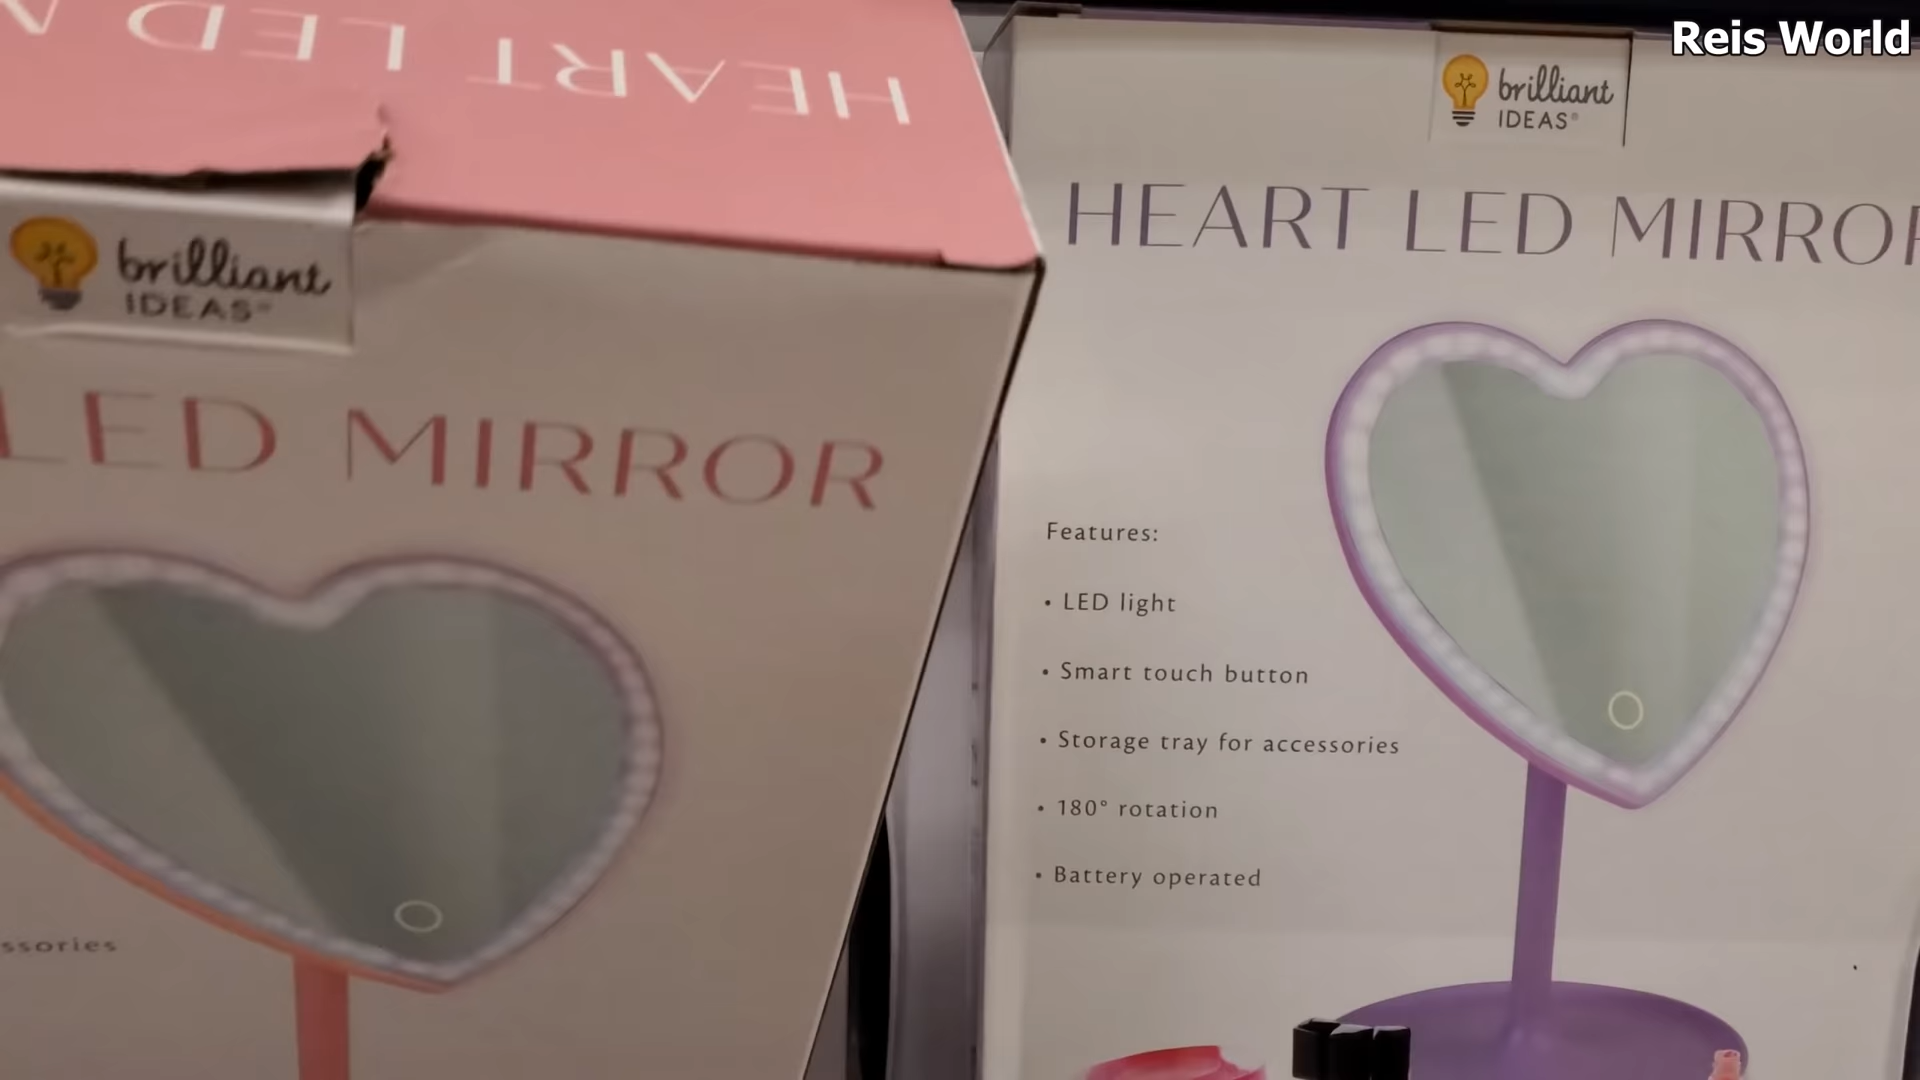 Reis World
HEART LED
brilliant
IDEAS
LED MIRROR
ssories
brilliant
IDEAS®
HEART LED MIRROR
Features:
• LED light
• Smart touch button
• Storage tray for accessories
• 180° rotation
• Battery operated